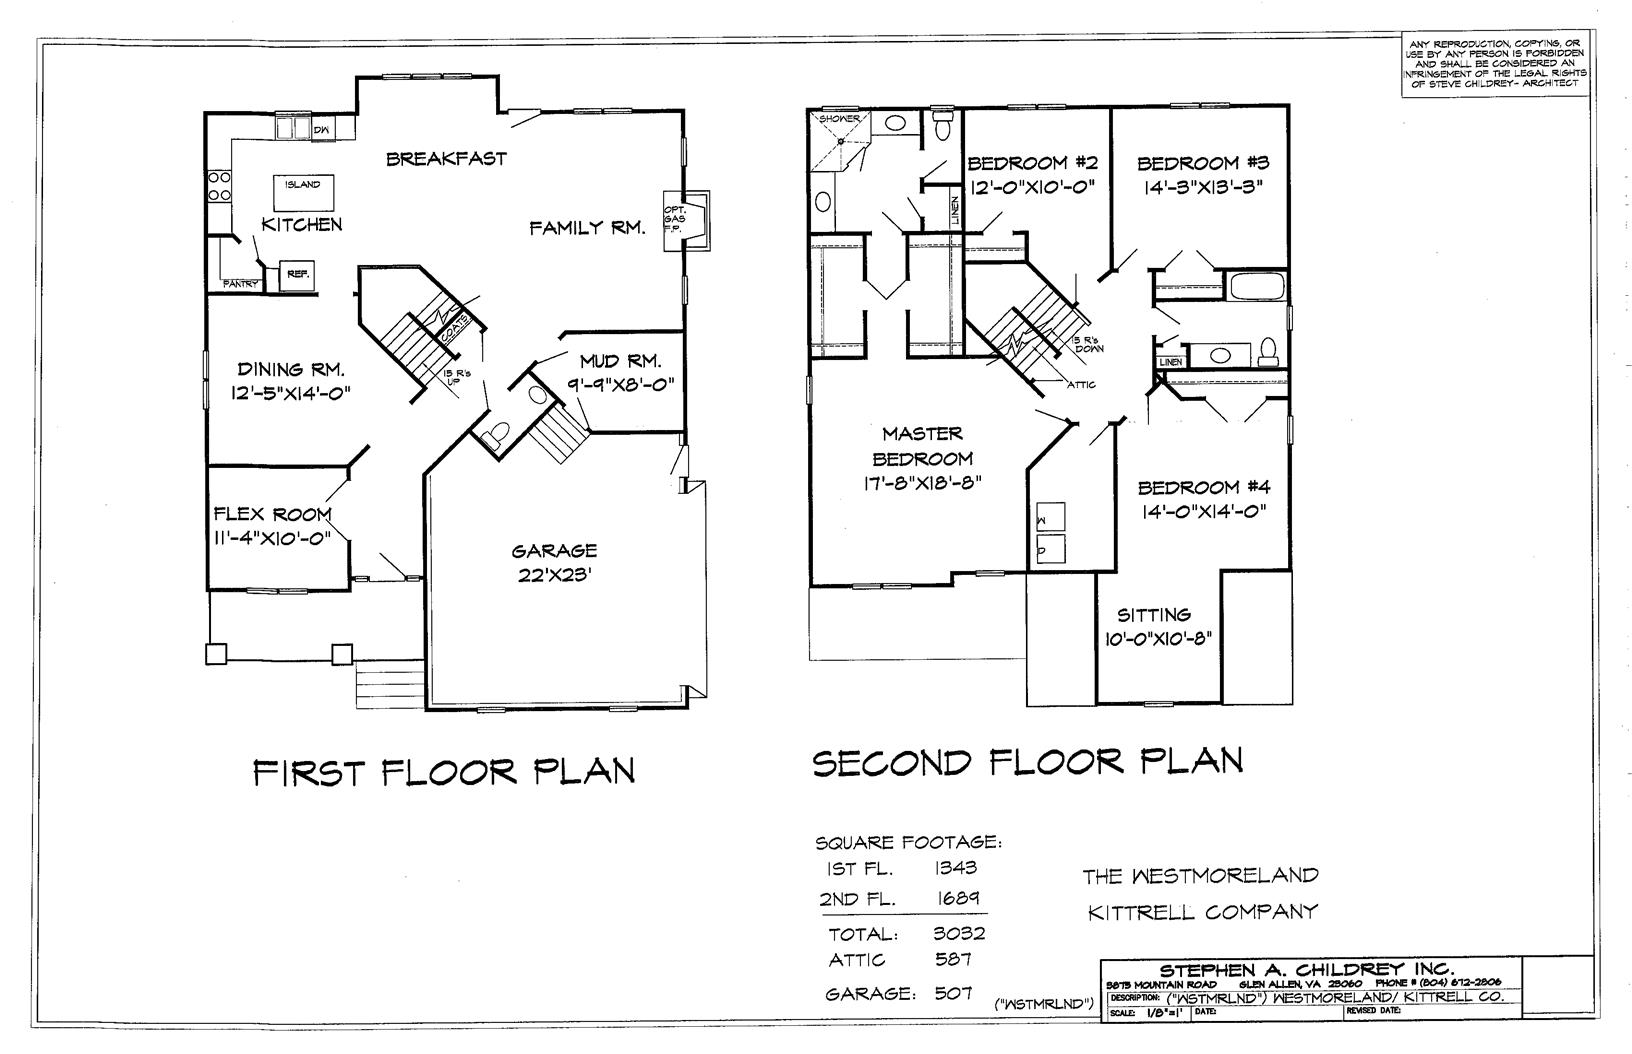 ANY REPRODUCTION, COPYING, OR
USE BY ANY PERSON IS FORBIDDEN
AND SHALL BE CONSIDERED AN
INFRINGEMENT OF THE LEGAL RIGHTS
OF STEVE CHILDREY- ARCHITECT
DW
BREAKFAST
ISLAND
KITCHEN
OPT.
GAS
F.P.
FAMILY RM.
REF.
PANTRY
COATS
DINING RM.
12'-5"X14'-0"
15 R's
UP
MUD RM.
9'-9"X8'-0"
FLEX ROOM
11'-4"X10'-0"
GARAGE
22'X23'
FIRST FLOOR PLAN
SHOWER
BEDROOM #2
12'-0"X10'-0"
BEDROOM #3
14'-3"X13'-3"
LINEN
15 R's
DOWN
LINEN
ATTIC
MASTER
BEDROOM
17'-8"X18'-8"
BEDROOM #4
14'-0"X14'-0"
W
D
SITTING
10'-0"X10'-8"
SECOND FLOOR PLAN
SQUARE FOOTAGE:
1ST FL. 1343
2ND FL. 1689
TOTAL: 3032
ATTIC 587
GARAGE: 507
THE WESTMORELAND
KITTRELL COMPANY
("WSTMRLND")
STEPHEN A. CHILDREY INC.
5875 MOUNTAIN ROAD GLEN ALLEN, VA 23060 PHONE # (804) 672-2806
DESCRIPTION: ("WSTMRLND") WESTMORELAND/ KITTRELL CO.
SCALE: 1/8"=1' DATE: REVISED DATE: